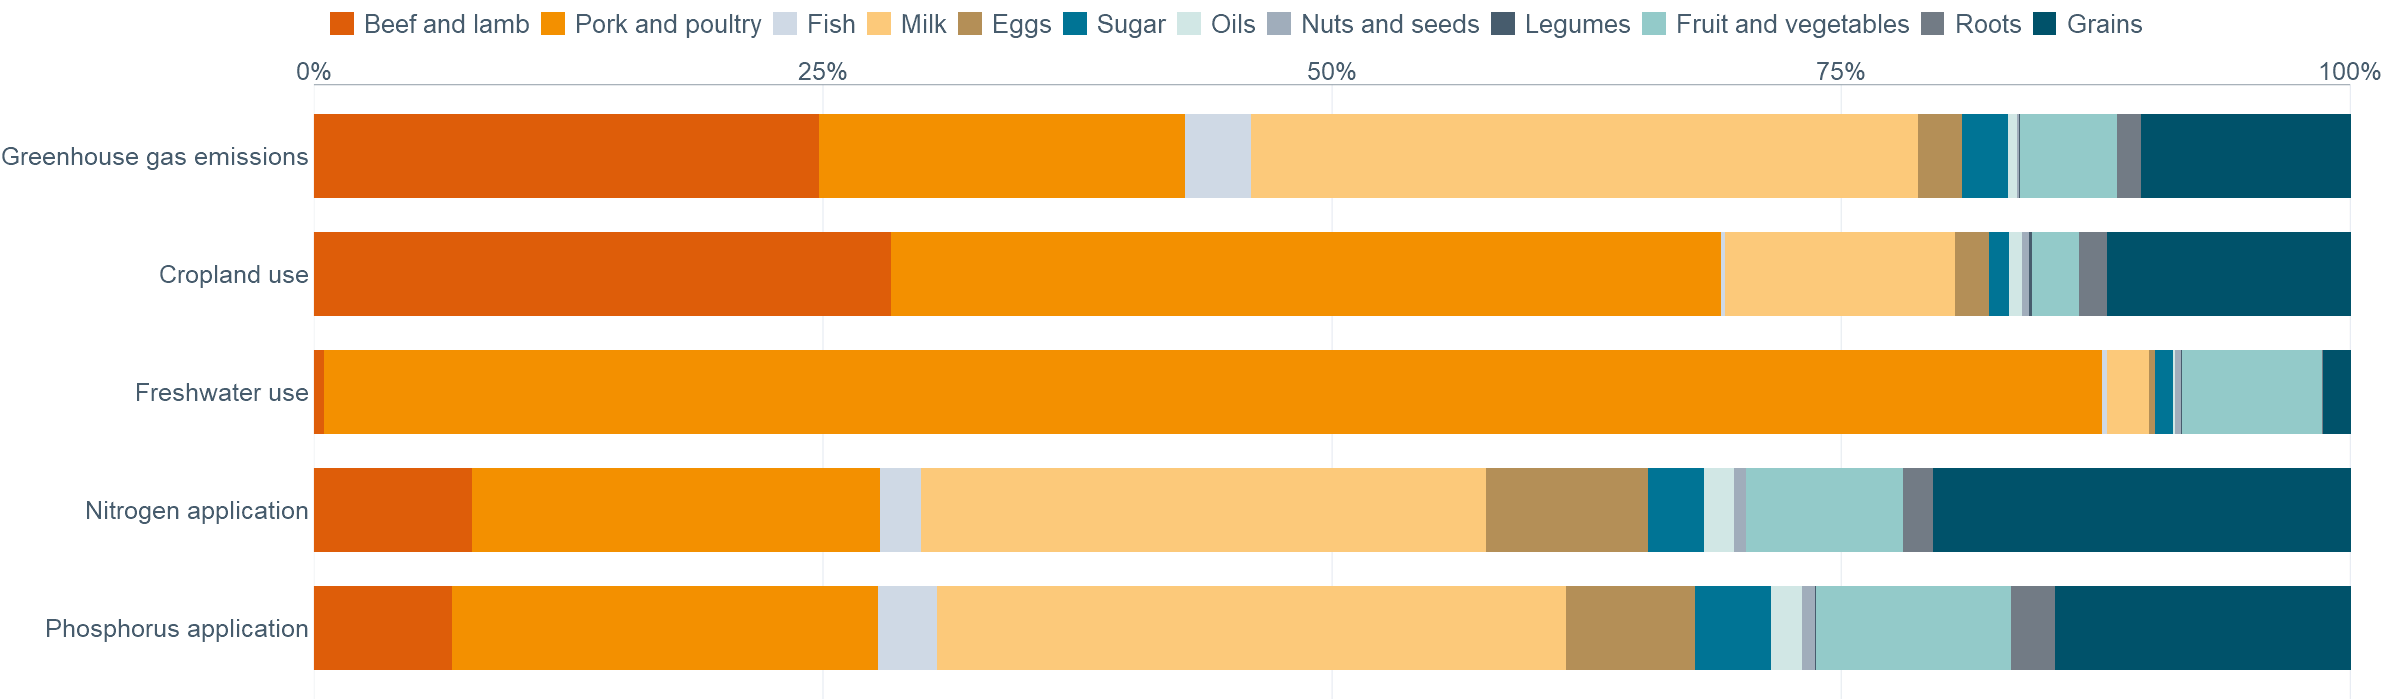 Beef and lamb Pork and poultry Fish Milk Eggs Sugar Oils Nuts and seeds Legumes Fruit and vegetables Roots Grains
0% 25% 50% 75% 100%
Greenhouse gas emissions
Cropland use
Freshwater use
Nitrogen application
Phosphorus application